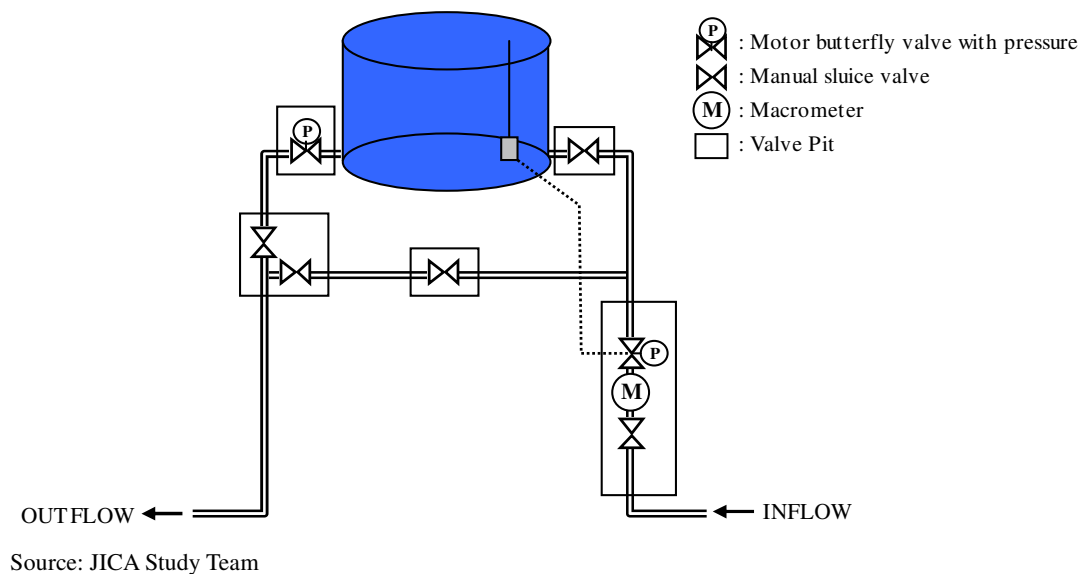 P : Motor butterfly valve with pressure
: Manual sluice valve
M : Macrometer
: Valve Pit
P
P
M
OUTFLOW
INFLOW
Source: JICA Study Team